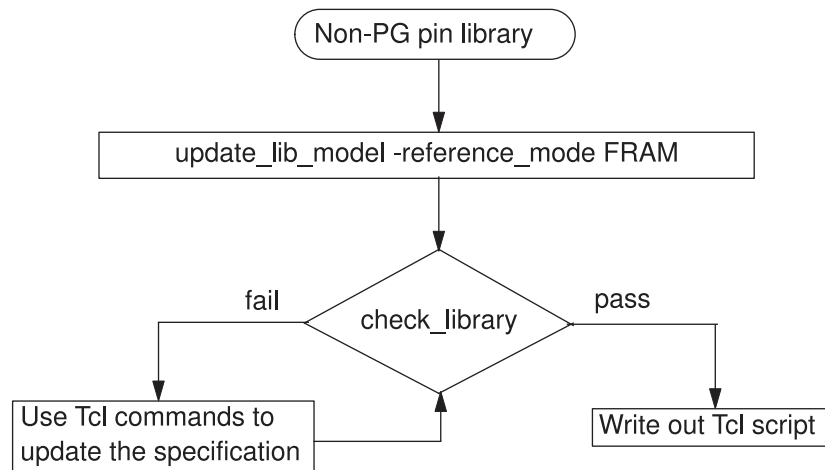 Non-PG pin library
update_lib_model -reference_mode FRAM
fail
pass
check_library
Use Tcl commands to
update the specification
Write out Tcl script